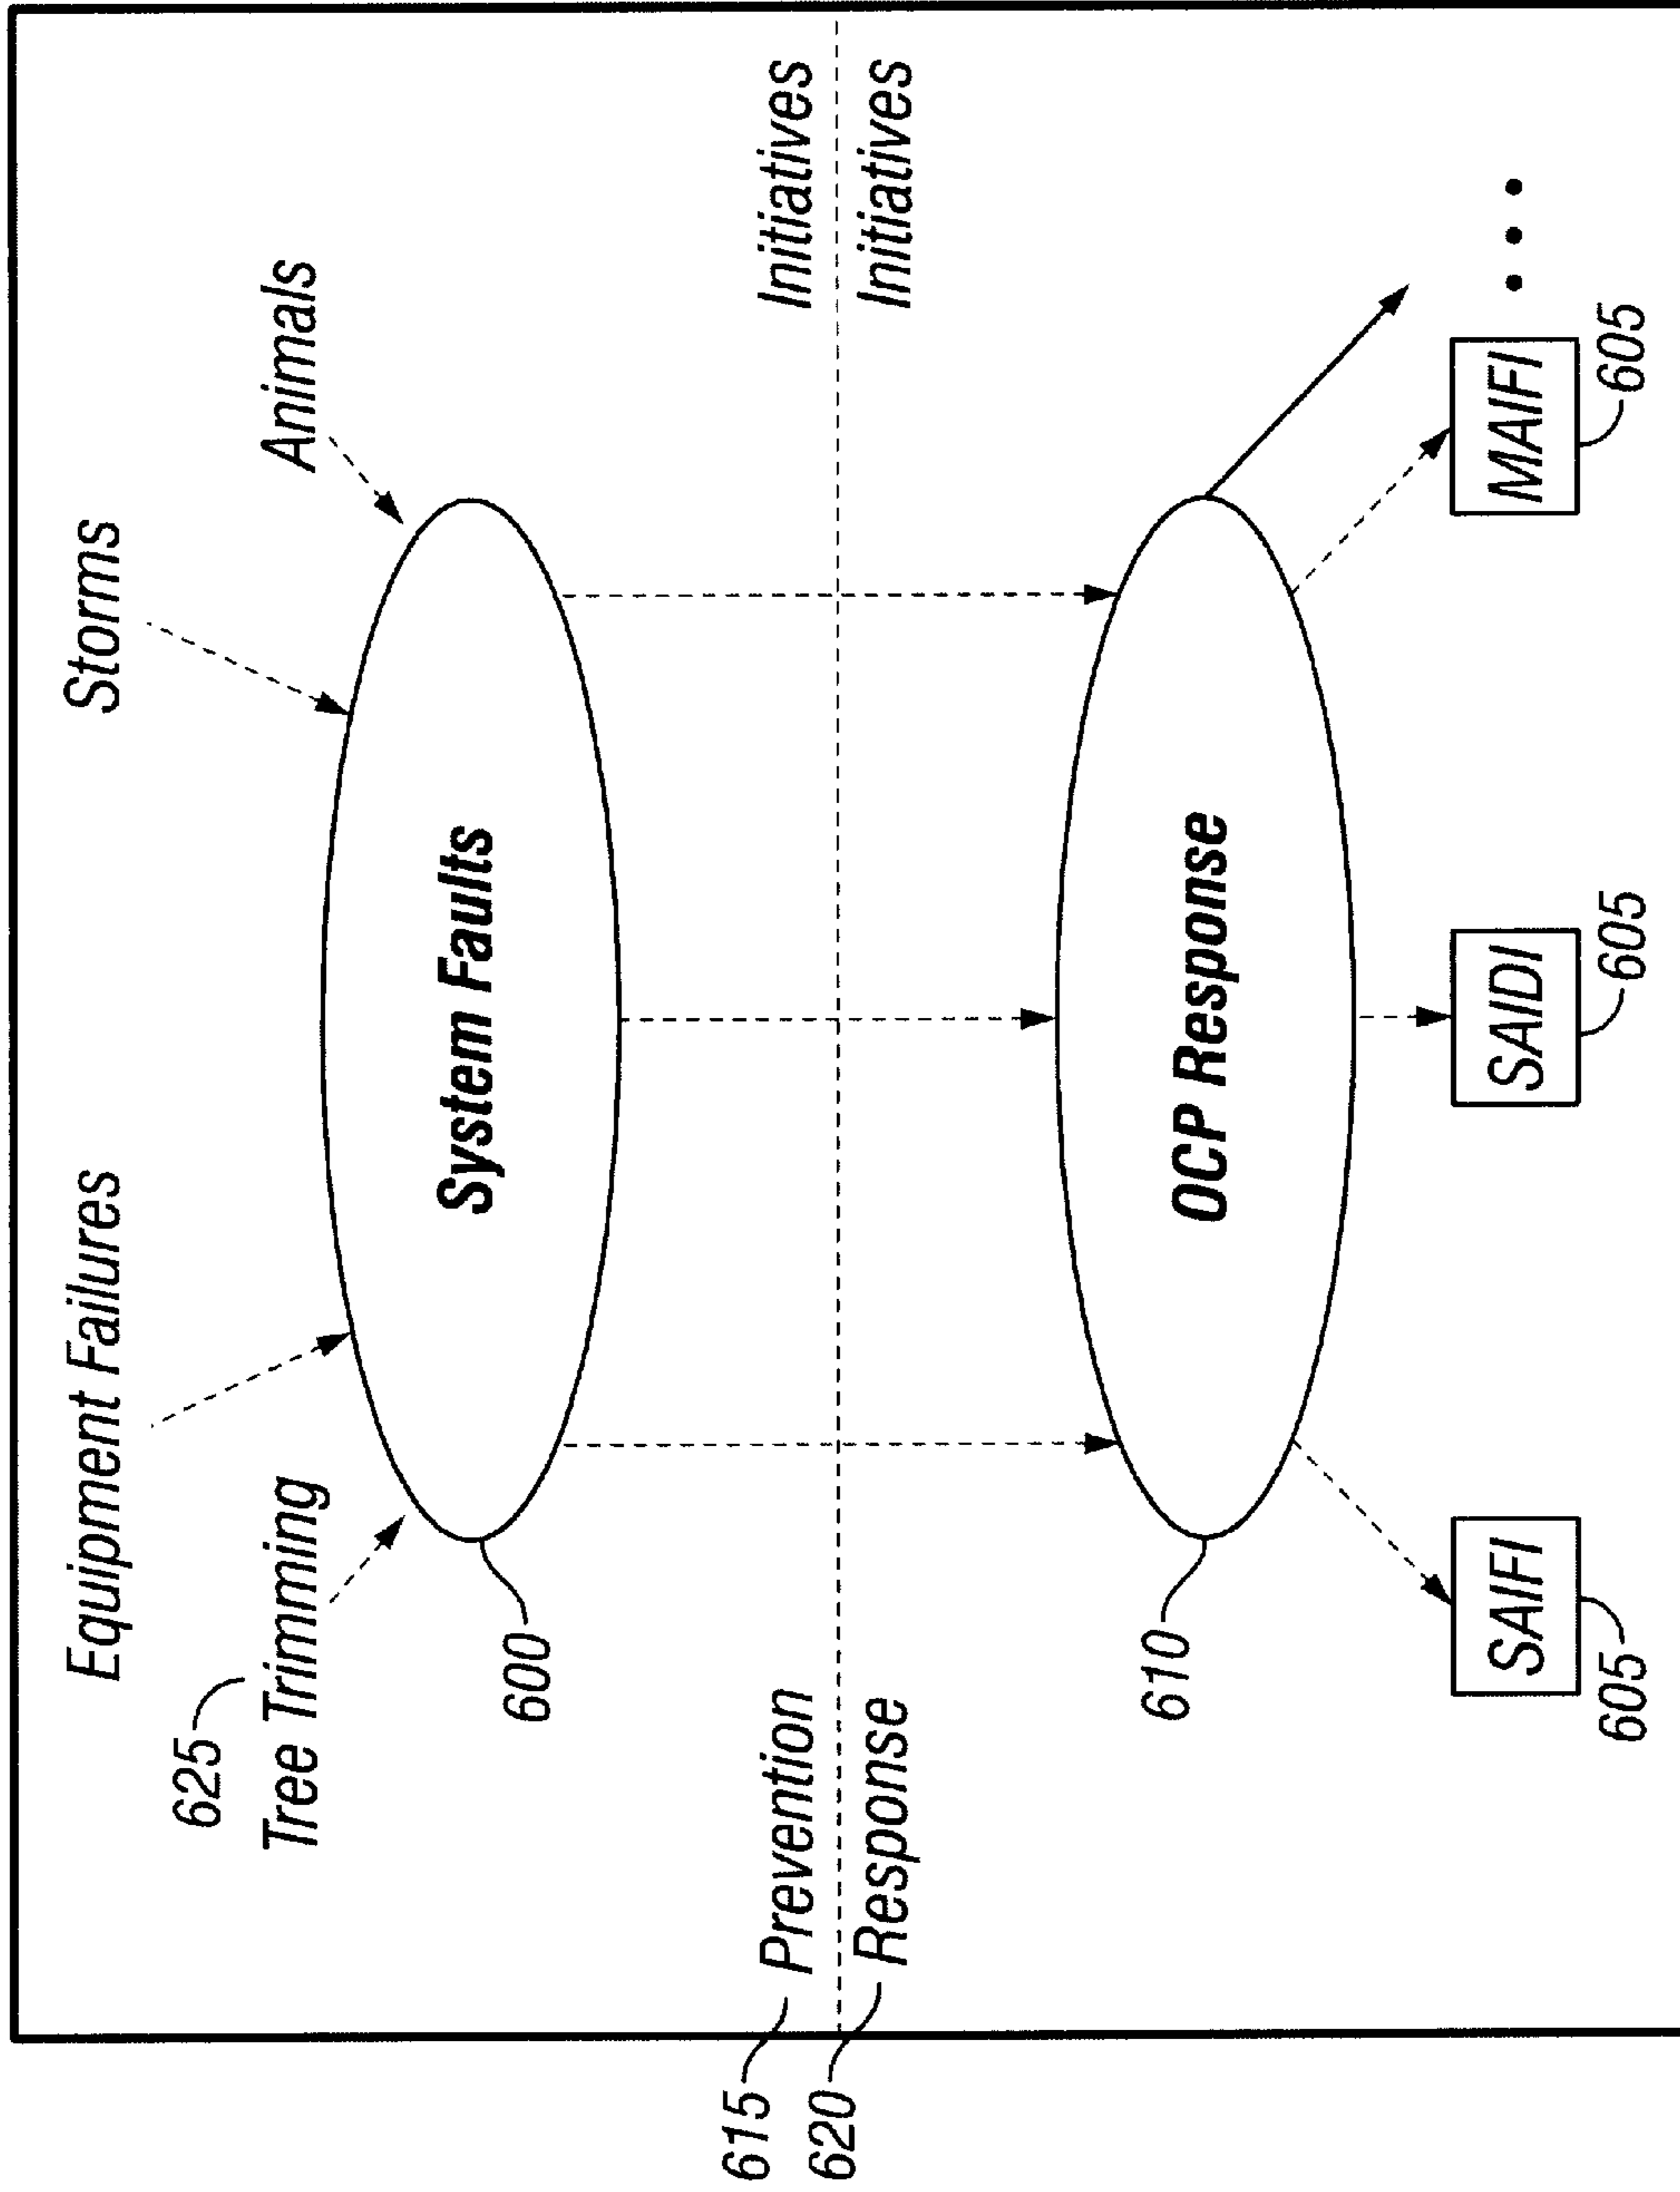 Equipment Failures
Storms
625
Tree Trimming
Animals
System Faults
600
615
Prevention
Initiatives
620
Response
Initiatives
OCP Response
610
SAIFI
SAIDI
MAIFI
605
605
605